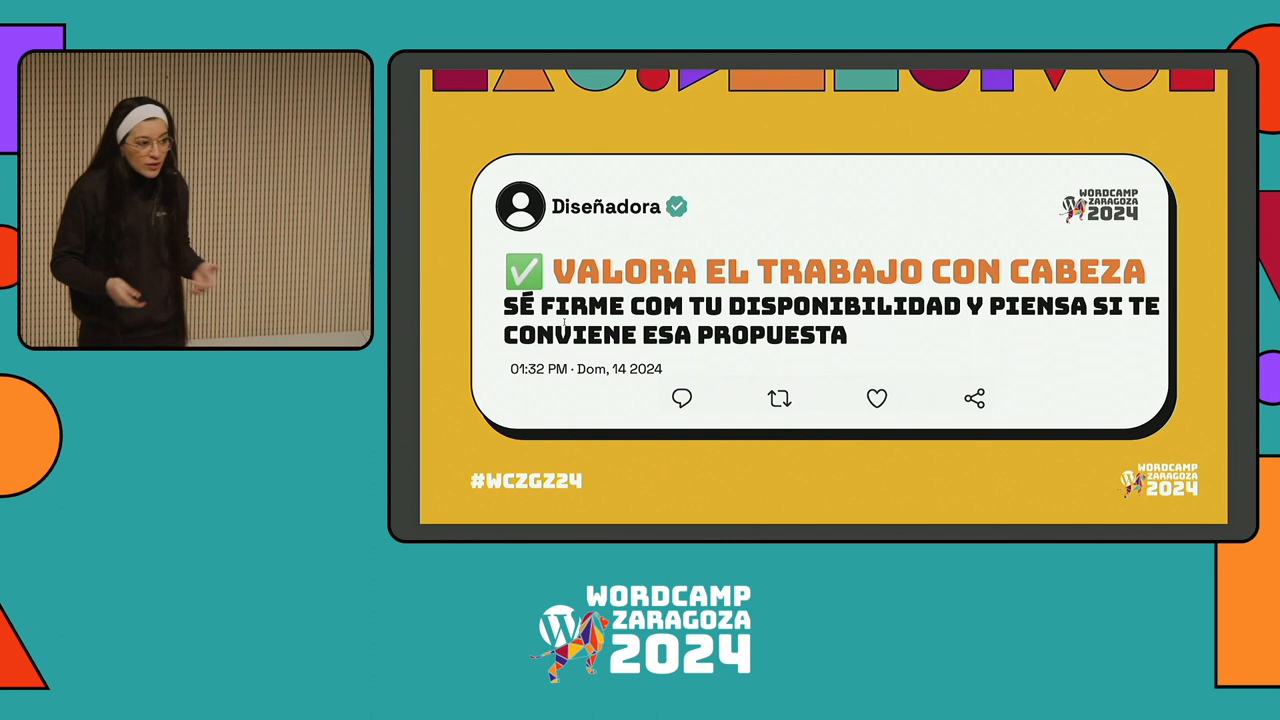 Diseñadora
WORDCAMP
ZARAGOZA
2024
✅ VALORA EL TRABAJO CON CABEZA
SÉ FIRME COM TU DISPONIBILIDAD Y PIENSA SI TE
CONVIENE ESA PROPUESTA
01:32 PM · Dom, 14 2024
#WCZGZ24
WORDCAMP
ZARAGOZA
2024
WORDCAMP
ZARAGOZA
2024